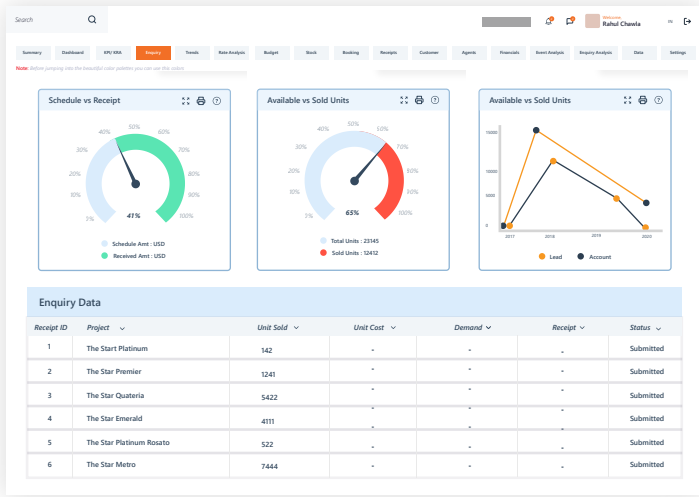 Search
Welcome,
Rahul Chawla
Summary Dashboard KPI/ KRA Enquiry Trends Rate Analysis Budget Stock Booking Receipts Customer Agents Financials Event Analysis Enquiry Analysis Data Settings
Note: Before jumping into the beautiful color palettes you can use this colors
Schedule vs Receipt
40% 50% 60%
30% 70%
20% 80%
10% 90%
100%
41%
Schedule Amt : USD
Received Amt : USD
Available vs Sold Units
40% 50% 60%
30% 70%
20%
10%
100%
65%
Total Units : 23145
Sold Units : 12412
Available vs Sold Units
10000
5000
0
2017 2018 2019 2020
Lead Account
Enquiry Data
Receipt ID Project Unit Sold Unit Cost Demand Receipt Status
1 The Start Platinum 142 - - - Submitted
2 The Star Premier 1241 - - - Submitted
3 The Star Quateria 5422 - - - Submitted
4 The Star Emerald 4111 - - - Submitted
5 The Star Platinum Rosato 522 - - - Submitted
6 The Star Metro 7444 - - - Submitted